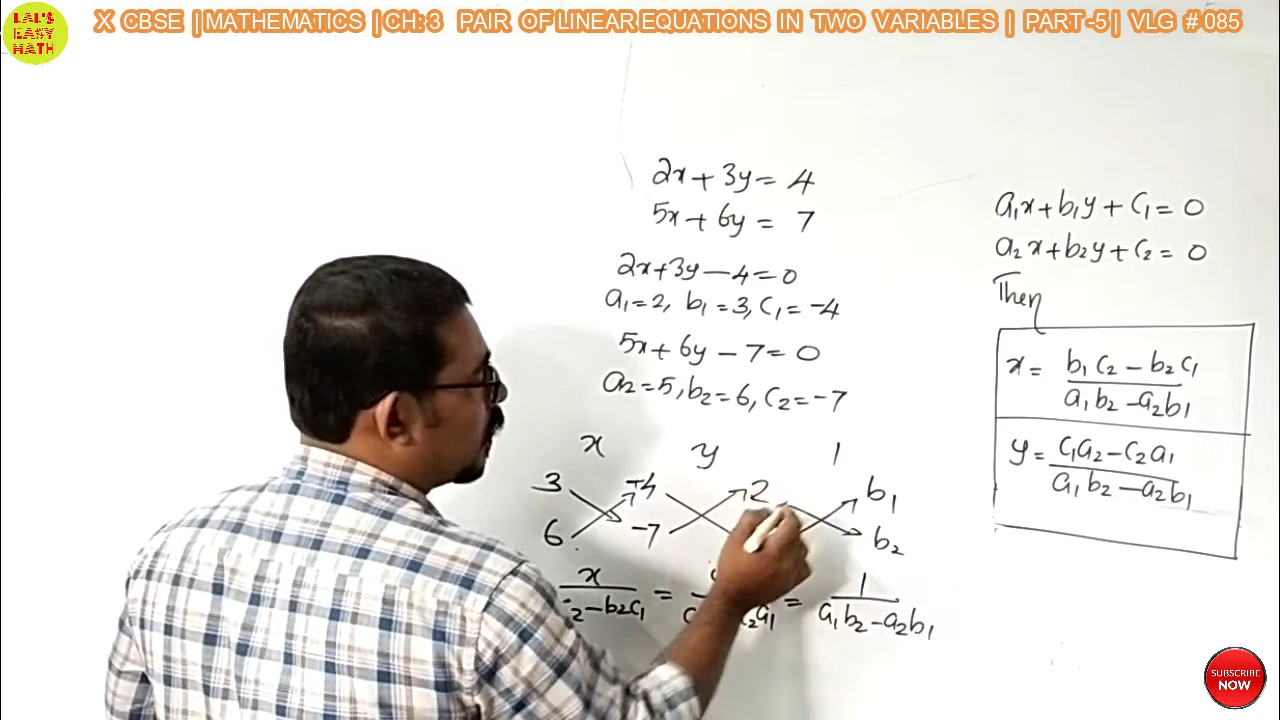 LAL'S EASY MATH
X CBSE | MATHEMATICS | CH: 3 PAIR OF LINEAR EQUATIONS IN TWO VARIABLES | PART -5 | VLG # 085
2x + 3y = 4
5x + 6y = 7
2x + 3y - 4 = 0
a₁ = 2, b₁ = 3, c₁ = -4
5x + 6y - 7 = 0
a₂ = 5, b₂ = 6, c₂ = -7
x y 1
3 -4 2 b₁
6 -7 b₂
x = = 1
₂ - b₂c₁ c₂a₁ a₁b₂ - a₂b₁
a₁x + b₁y + c₁ = 0
a₂x + b₂y + c₂ = 0
Then
x = b₁c₂ - b₂c₁
a₁b₂ - a₂b₁
y = c₁a₂ - c₂a₁
a₁b₂ - a₂b₁
SUBSCRIBE
NOW